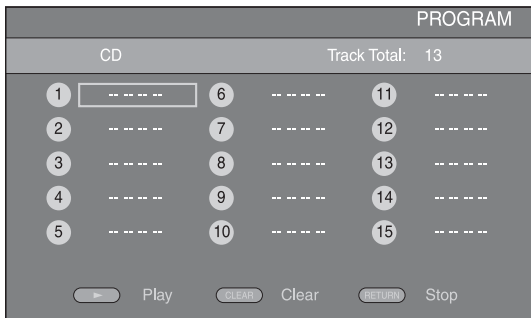 PROGRAM
CD Track Total: 13
1 -- -- -- -- 6 -- -- -- -- 11 -- -- -- --
2 -- -- -- -- 7 -- -- -- -- 12 -- -- -- --
3 -- -- -- -- 8 -- -- -- -- 13 -- -- -- --
4 -- -- -- -- 9 -- -- -- -- 14 -- -- -- --
5 -- -- -- -- 10 -- -- -- -- 15 -- -- -- --
Play CLEAR Clear RETURN Stop